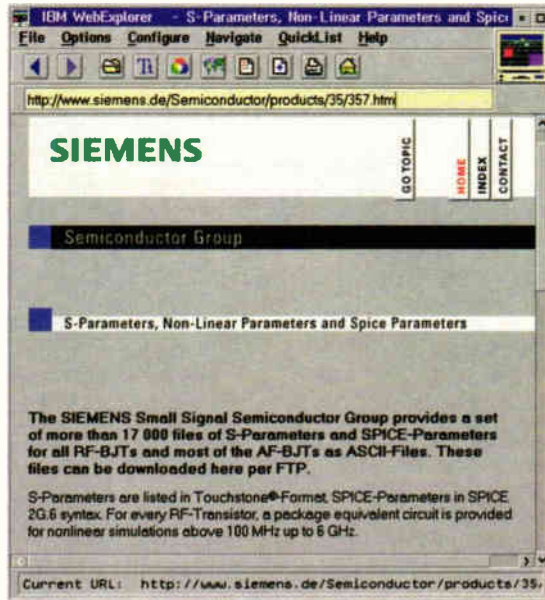 IBM WebExplorer - S-Parameters, Non-Linear Parameters and Spic
File Options Configure Navigate QuickList Help
http://www.siemens.de/Semiconductor/products/35/357.htm
SIEMENS
GO TOPIC
HOME
INDEX
CONTACT
Semiconductor Group
S-Parameters, Non-Linear Parameters and Spice Parameters
The SIEMENS Small Signal Semiconductor Group provides a set
of more than 17 000 files of S-Parameters and SPICE-Parameters
for all RF-BJTs and most of the AF-BJTs as ASCII-Files. These
files can be downloaded here per FTP.
S-Parameters are listed in Touchstone®-Format, SPICE-Parameters in SPICE
2G.6 syntax. For every RF-Transistor, a package equivalent circuit is provided
for nonlinear simulations above 100 MHz up to 6 GHz.
Current URL: http://www.siemens.de/Semiconductor/products/35/